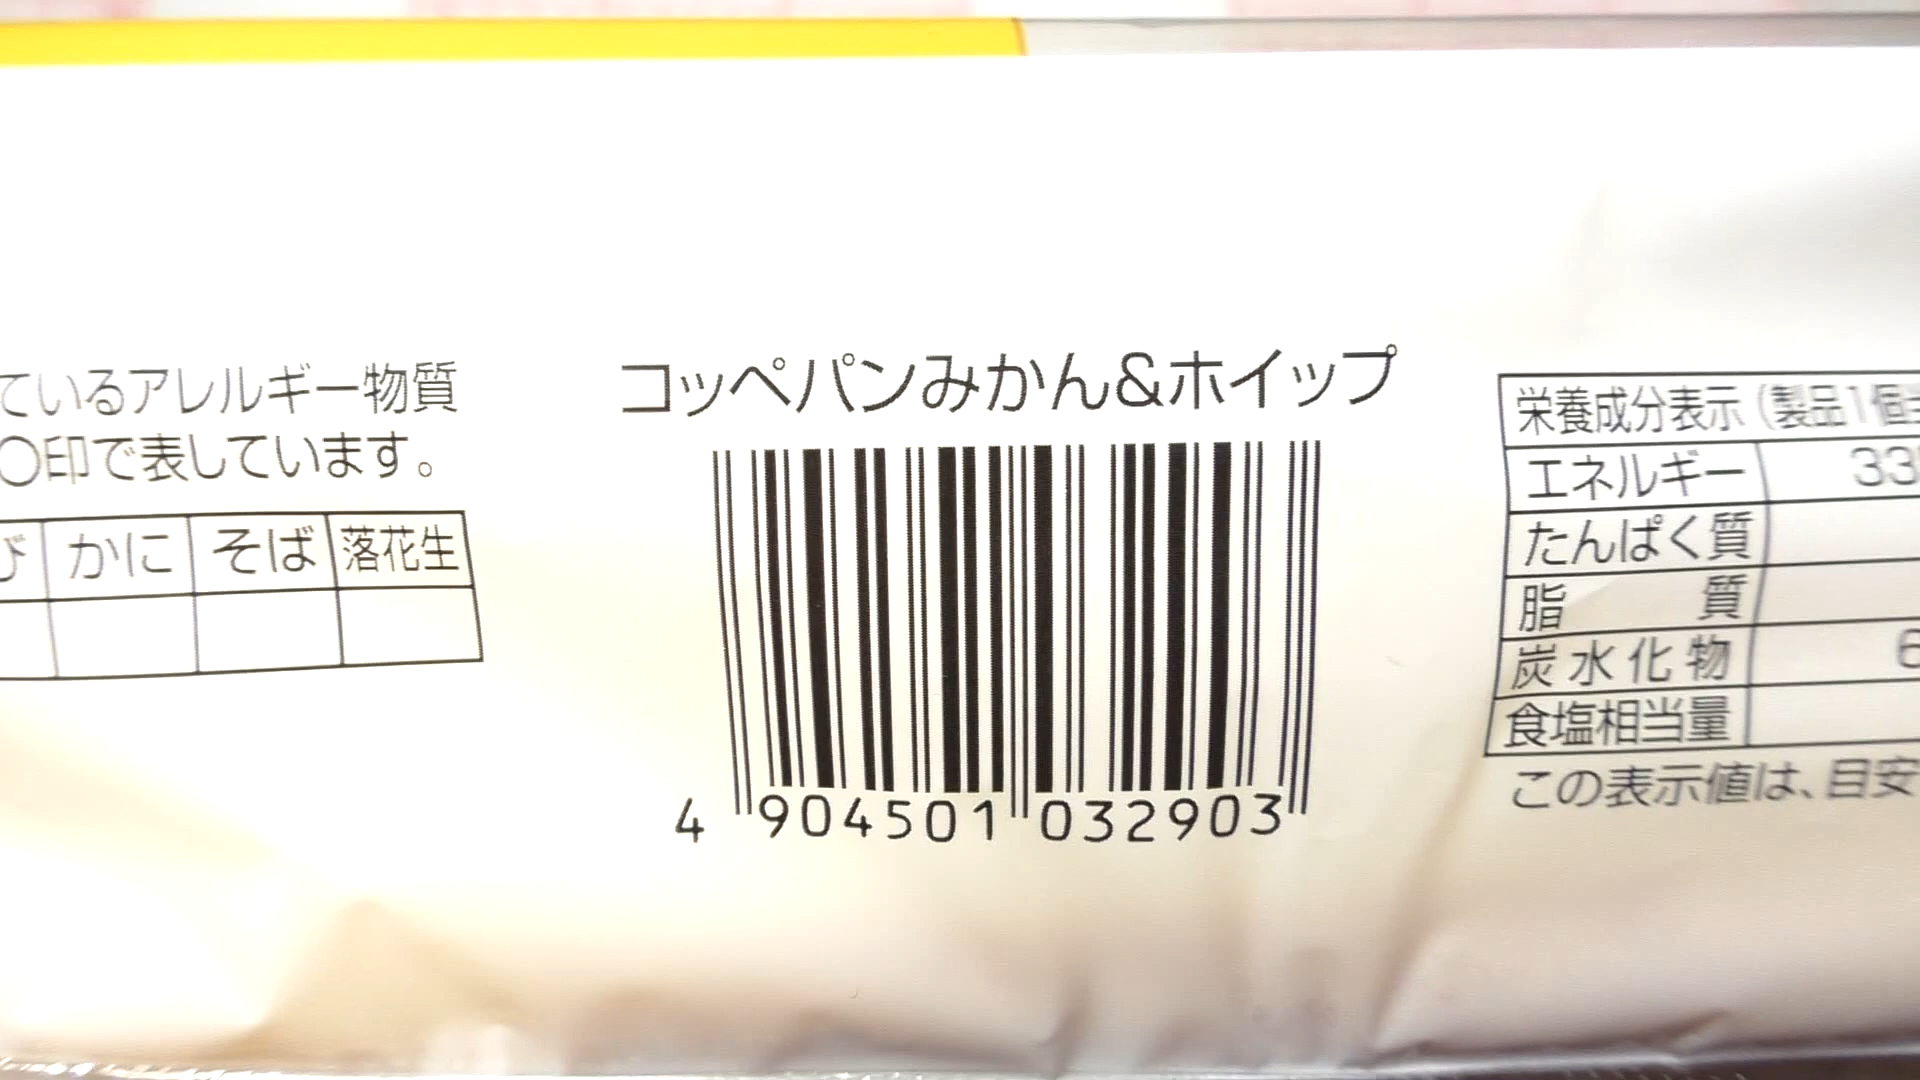 ているアレルギー物質
〇印で表しています。
かに そば 落花生
コッペパンみかん&ホイップ
4 904501 032903
栄養成分表示(製品1個
エネルギー 33
たんぱく質
脂 質
炭水化物 6
食塩相当量
この表示値は、目安